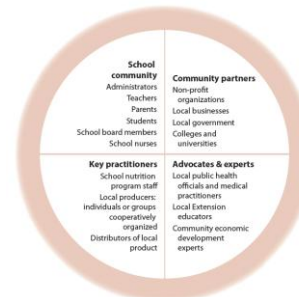 School
community
Administrators
Teachers
Parents
Students
School board members
School nurses
Community partners
Non-profit
organizations
Local businesses
Local government
Colleges and
universities
Key practitioners
School nutrition
program staff
Local producers:
individuals or groups
cooperatively
organized
Distributors of local
product
Advocates & experts
Local public health
officials and medical
practitioners
Local Extension
educators
Community economic
development
experts